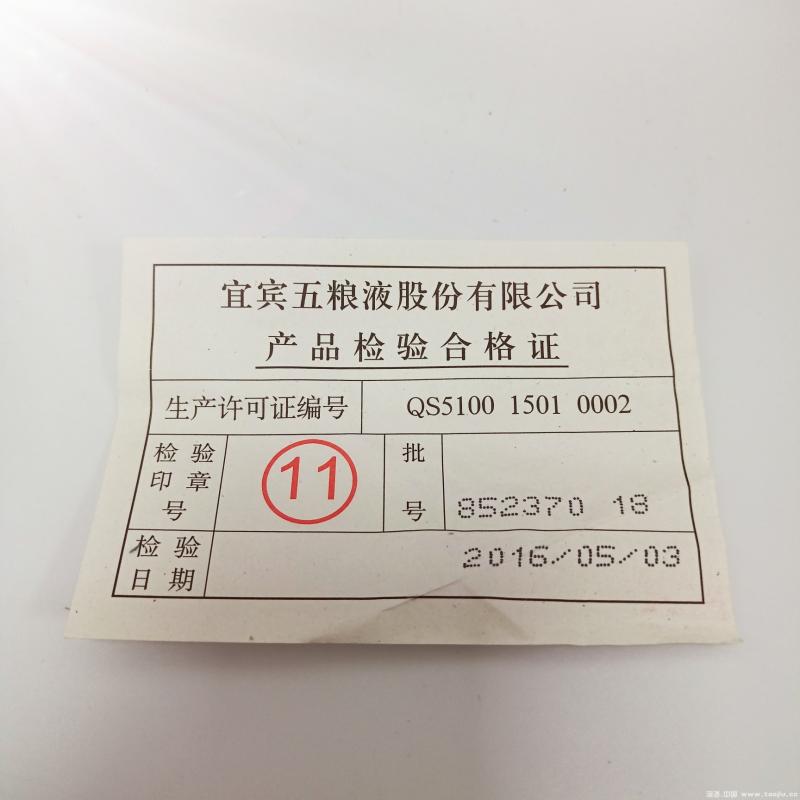 宜宾五粮液股份有限公司
产品检验合格证
生产许可证编号 QS5100 1501 0002
检验印章号 11 批号 852370 18
检验日期 2016/05/03